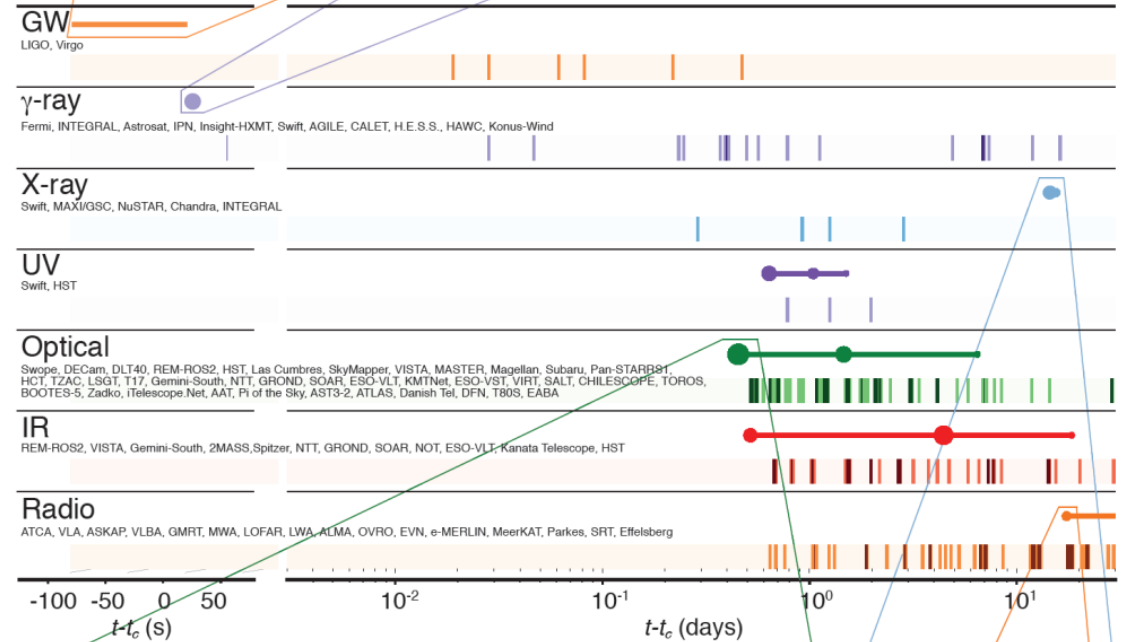 GW
LIGO, Virgo
γ-ray
Fermi, INTEGRAL, Astrosat, IPN, Insight-HXMT, Swift, AGILE, CALET, H.E.S.S., HAWC, Konus-Wind
X-ray
Swift, MAXI/GSC, NuSTAR, Chandra, INTEGRAL
UV
Swift, HST
Optical
Swope, DECam, DLT40, REM-ROS2, HST, Las Cumbres, SkyMapper, VISTA, MASTER, Magellan, Subaru, Pan-STARRS1,
HCT, TZAC, LSGT, T17, Gemini-South, NTT, GROND, SOAR, ESO-VLT, KMTNet, ESO-VST, VIRT, SALT, CHILESCOPE, TOROS,
BOOTES-5, Zadko, iTelescope.Net, AAT, Pi of the Sky, AST3-2, ATLAS, Danish Tel, DFN, T80S, EABA
IR
REM-ROS2, VISTA, Gemini-South, 2MASS,Spitzer, NTT, GROND, SOAR, NOT, ESO-VLT, Kanata Telescope, HST
Radio
ATCA, VLA, ASKAP, VLBA, GMRT, MWA, LOFAR, LWA, ALMA, OVRO, EVN, e-MERLIN, MeerKAT, Parkes, SRT, Effelsberg
-100 -50 0 50 10⁻² 10⁻¹ 10⁰ 10¹
t-t_c (s) t-t_c (days)